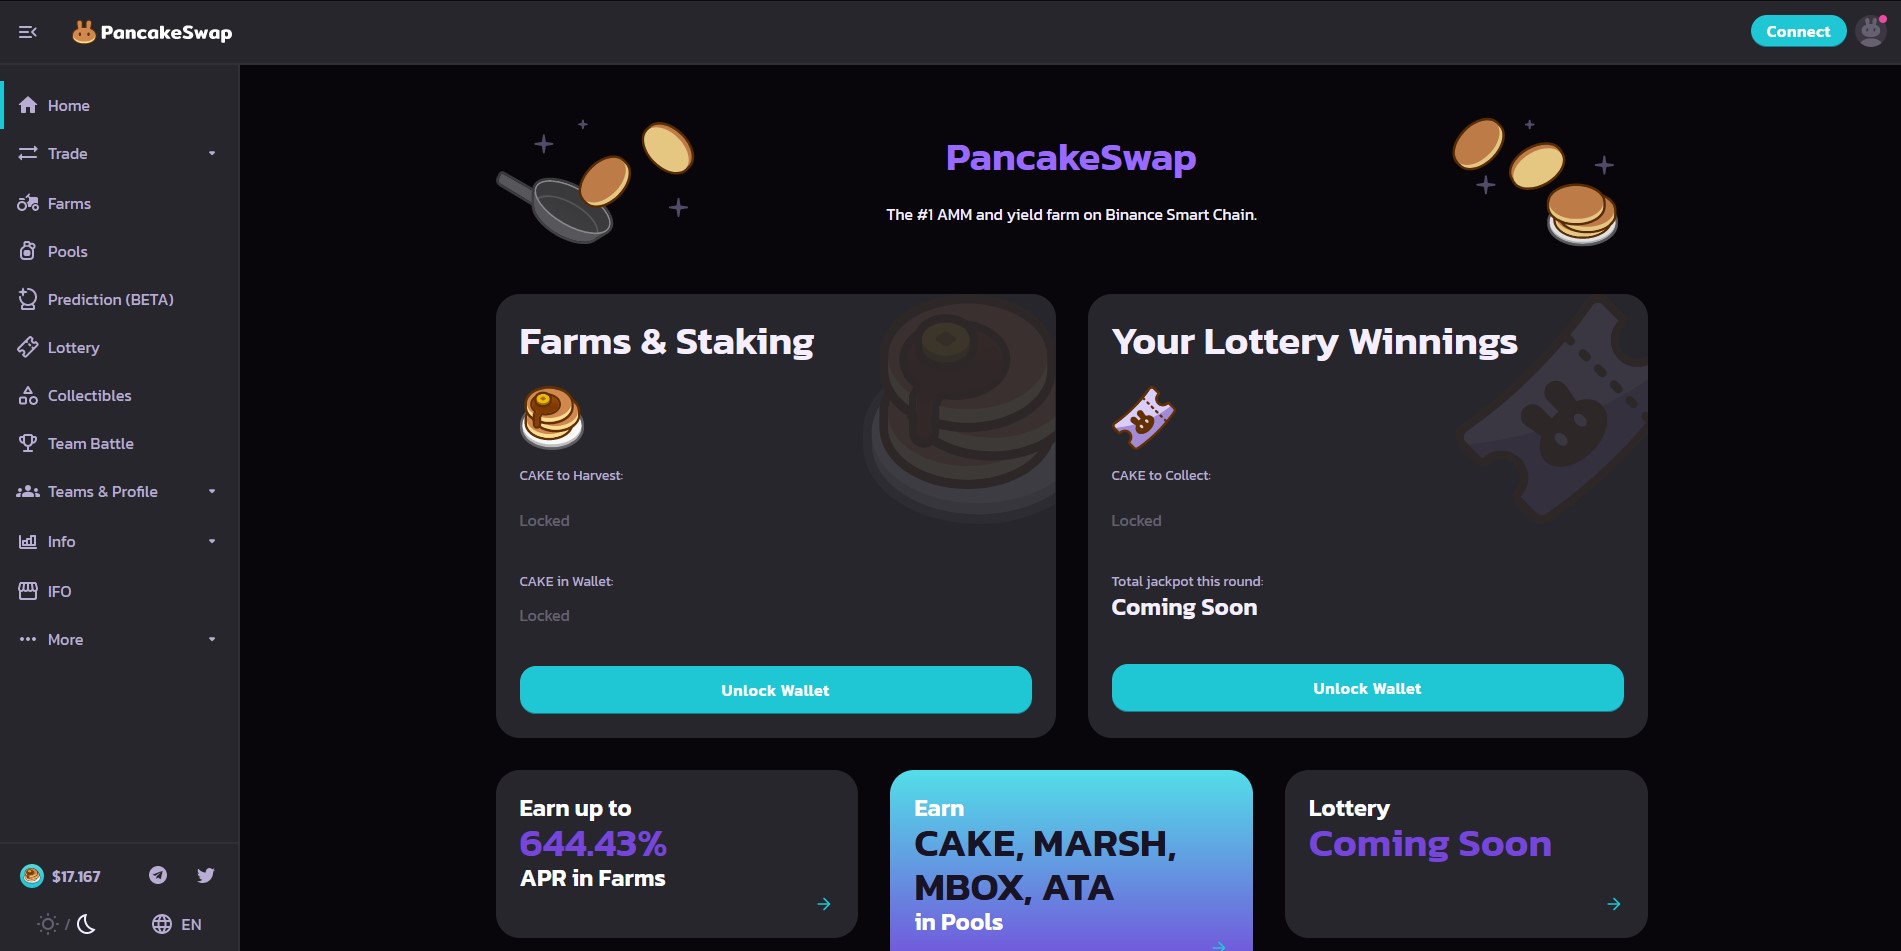 PancakeSwap
Connect
Home
Trade
Farms
Pools
Prediction (BETA)
Lottery
Collectibles
Team Battle
Teams & Profile
Info
IFO
More
$17.167
/
EN
PancakeSwap
The #1 AMM and yield farm on Binance Smart Chain.
Farms & Staking
CAKE to Harvest:
Locked
CAKE in Wallet:
Locked
Unlock Wallet
Your Lottery Winnings
CAKE to Collect:
Locked
Total jackpot this round:
Coming Soon
Unlock Wallet
Earn up to
644.43%
APR in Farms
Earn
CAKE, MARSH,
MBOX, ATA
in Pools
Lottery
Coming Soon